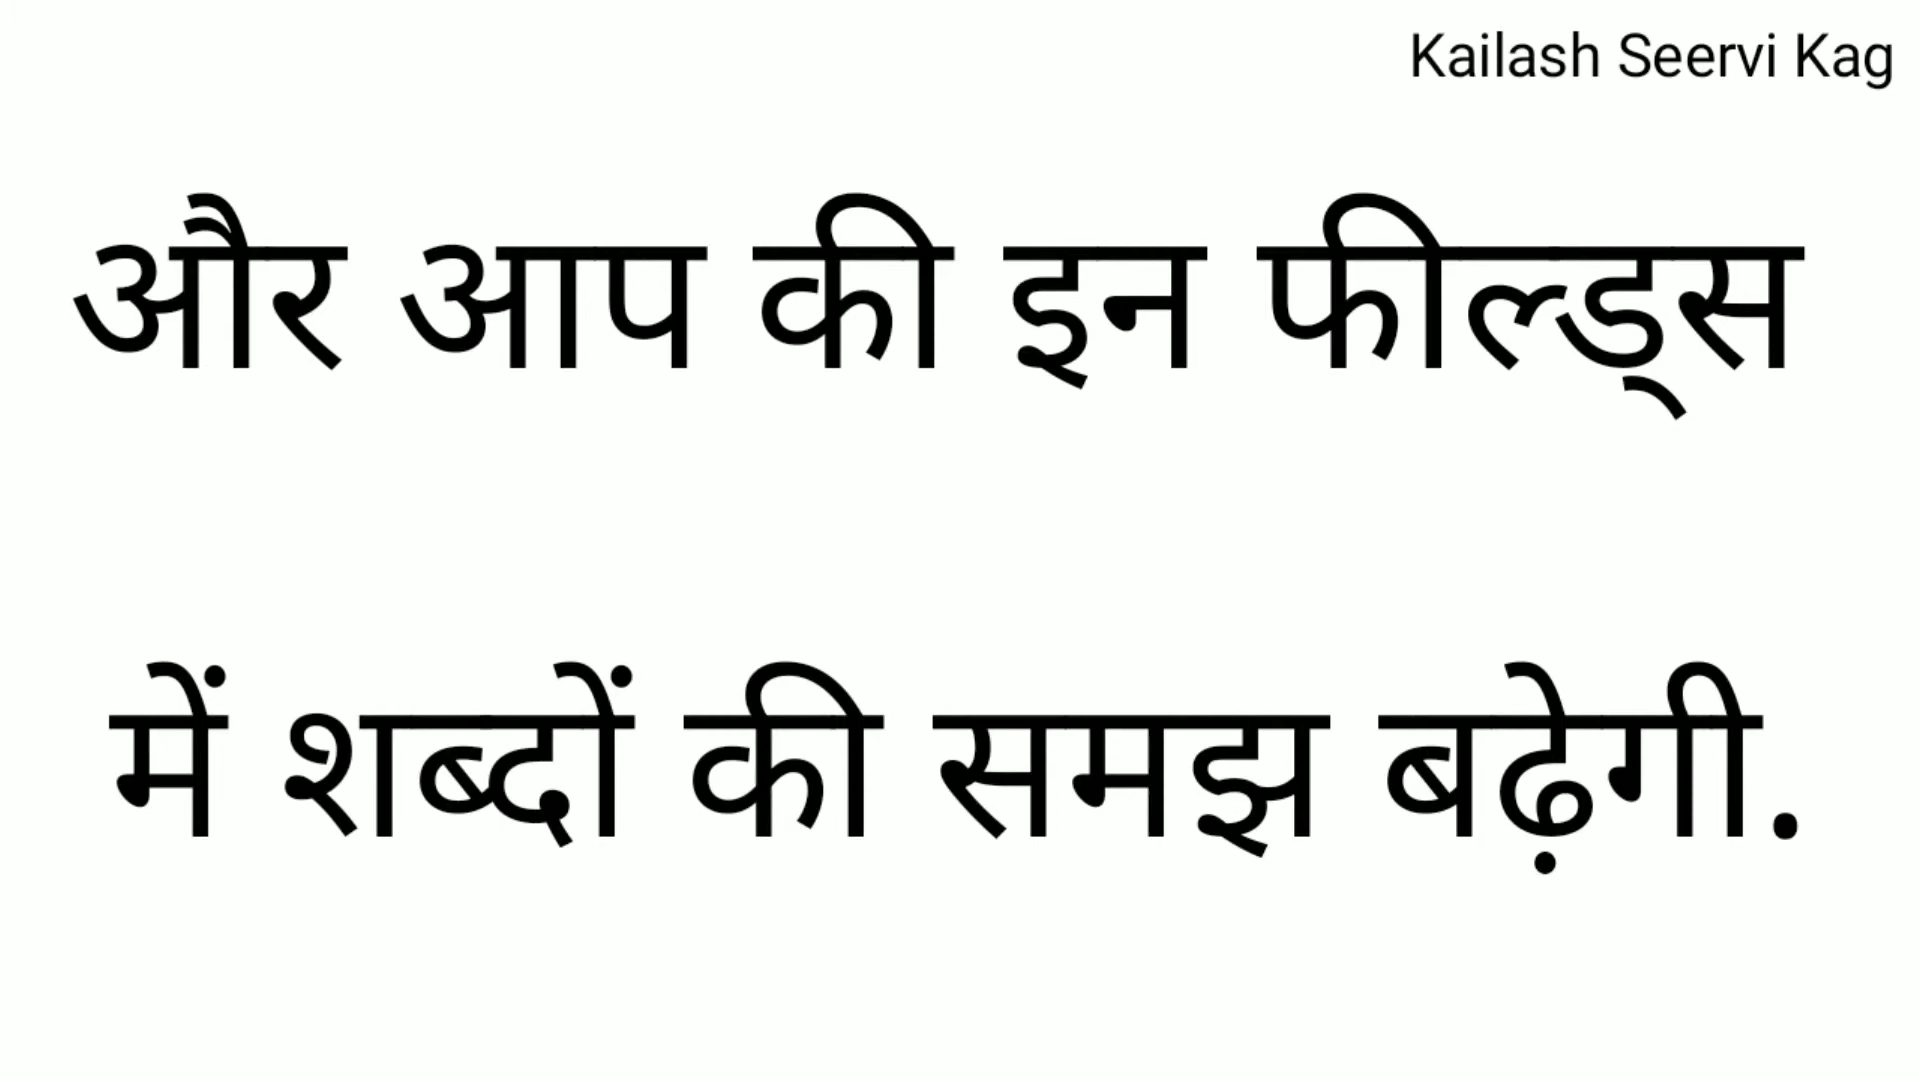 Kailash Seervi Kag
और आप की इन फील्ड्स
में शब्दों की समझ बढ़ेगी.